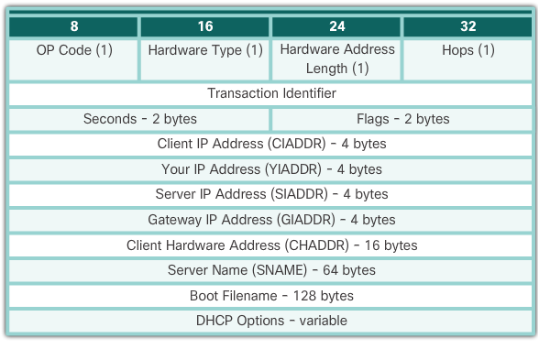 8 16 24 32
OP Code (1) Hardware Type (1) Hardware Address Length (1) Hops (1)
Transaction Identifier
Seconds - 2 bytes Flags - 2 bytes
Client IP Address (CIADDR) - 4 bytes
Your IP Address (YIADDR) - 4 bytes
Server IP Address (SIADDR) - 4 bytes
Gateway IP Address (GIADDR) - 4 bytes
Client Hardware Address (CHADDR) - 16 bytes
Server Name (SNAME) - 64 bytes
Boot Filename - 128 bytes
DHCP Options - variable